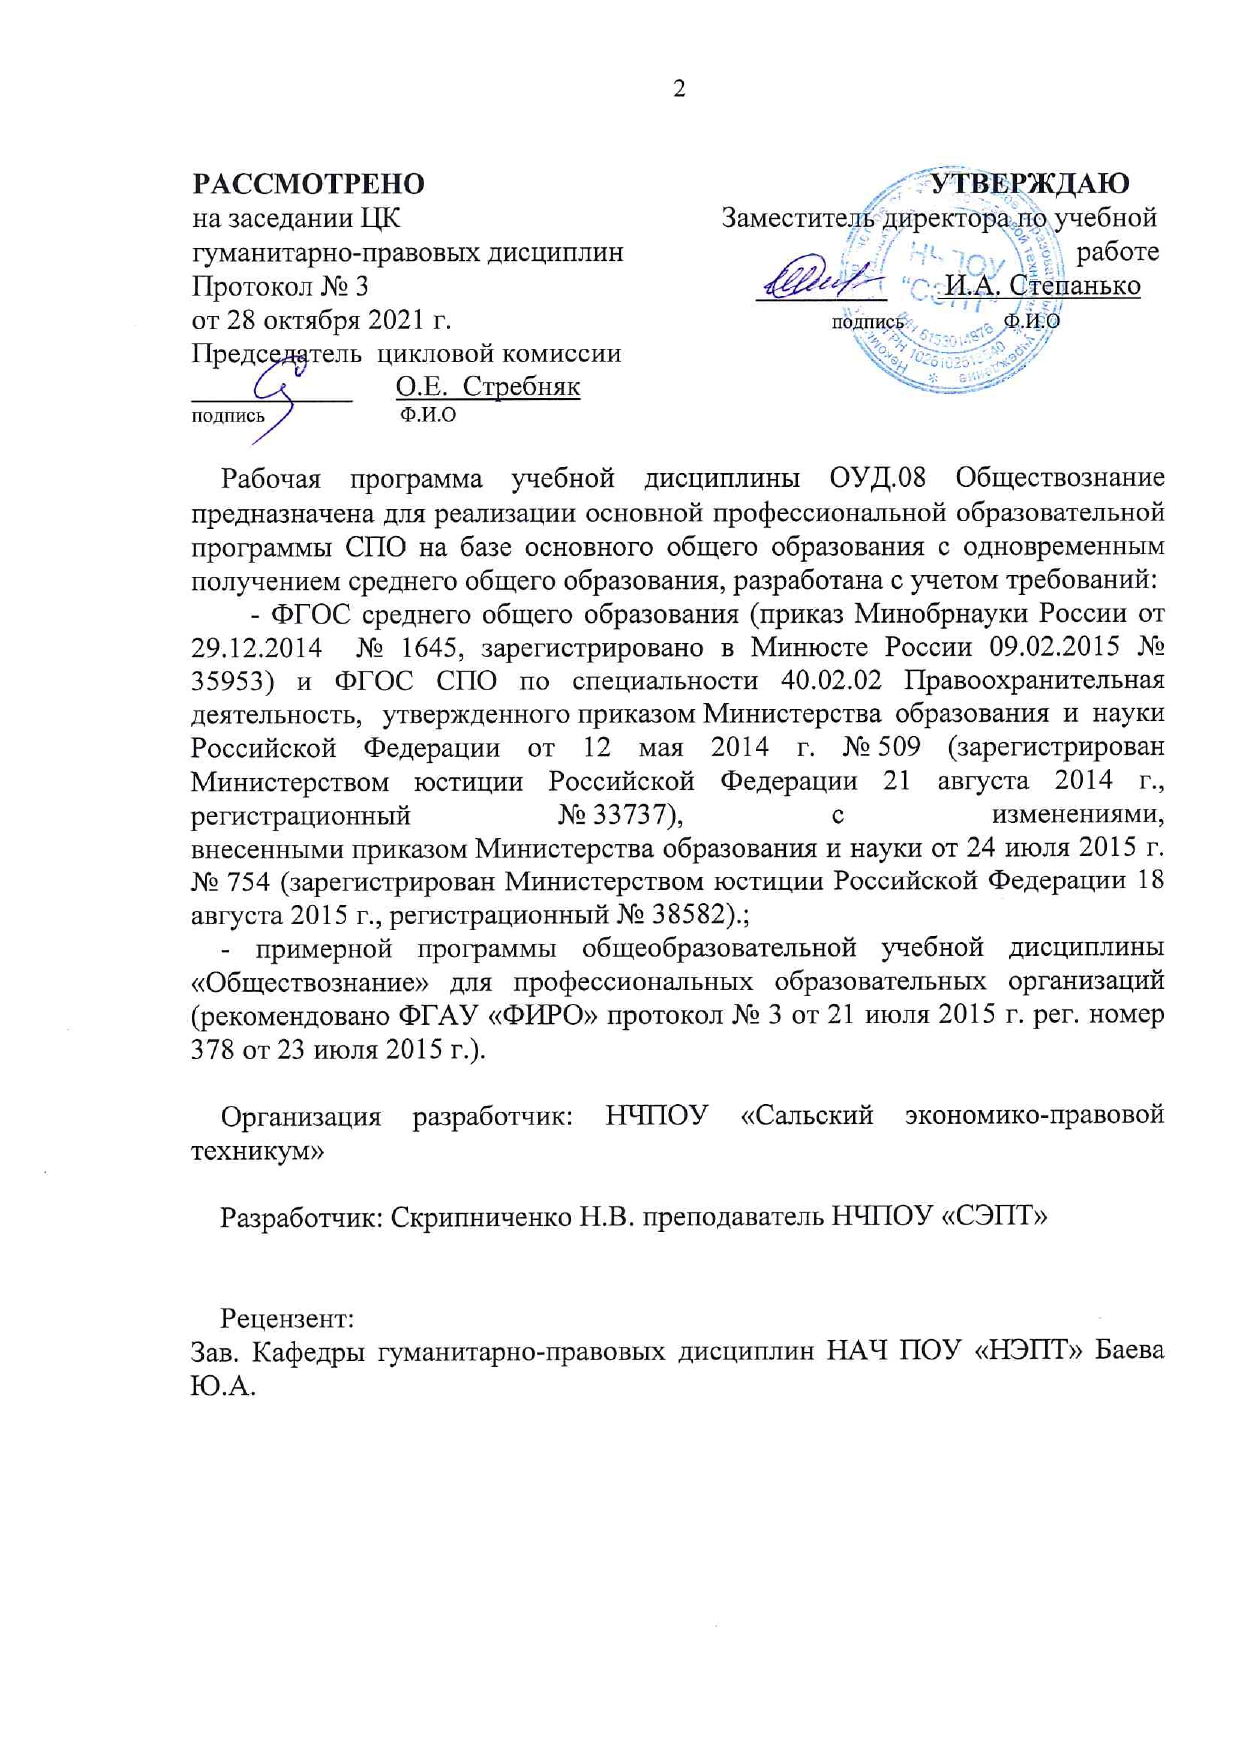 2
РАССМОТРЕНО
на заседании ЦК
гуманитарно-правовых дисциплин
Протокол № 3
от 28 октября 2021 г.
Председатель цикловой комиссии
О.Е. Стребняк
подпись Ф.И.О
УТВЕРЖДАЮ
Заместитель директора по учебной
работе
И.А. Степанько
подпись Ф.И.О
Рабочая программа учебной дисциплины ОУД.08 Обществознание
предназначена для реализации основной профессиональной образовательной
программы СПО на базе основного общего образования с одновременным
получением среднего общего образования, разработана с учетом требований:
- ФГОС среднего общего образования (приказ Минобрнауки России от
29.12.2014 № 1645, зарегистрировано в Минюсте России 09.02.2015 №
35953) и ФГОС СПО по специальности 40.02.02 Правоохранительная
деятельность, утвержденного приказом Министерства образования и науки
Российской Федерации от 12 мая 2014 г. № 509 (зарегистрирован
Министерством юстиции Российской Федерации 21 августа 2014 г.,
регистрационный № 33737), с изменениями,
внесенными приказом Министерства образования и науки от 24 июля 2015 г.
№ 754 (зарегистрирован Министерством юстиции Российской Федерации 18
августа 2015 г., регистрационный № 38582).;
- примерной программы общеобразовательной учебной дисциплины
«Обществознание» для профессиональных образовательных организаций
(рекомендовано ФГАУ «ФИРО» протокол № 3 от 21 июля 2015 г. рег. номер
378 от 23 июля 2015 г.).
Организация разработчик: НЧПОУ «Сальский экономико-правовой
техникум»
Разработчик: Скрипниченко Н.В. преподаватель НЧПОУ «СЭПТ»
Рецензент:
Зав. Кафедры гуманитарно-правовых дисциплин НАЧ ПОУ «НЭПТ» Баева
Ю.А.